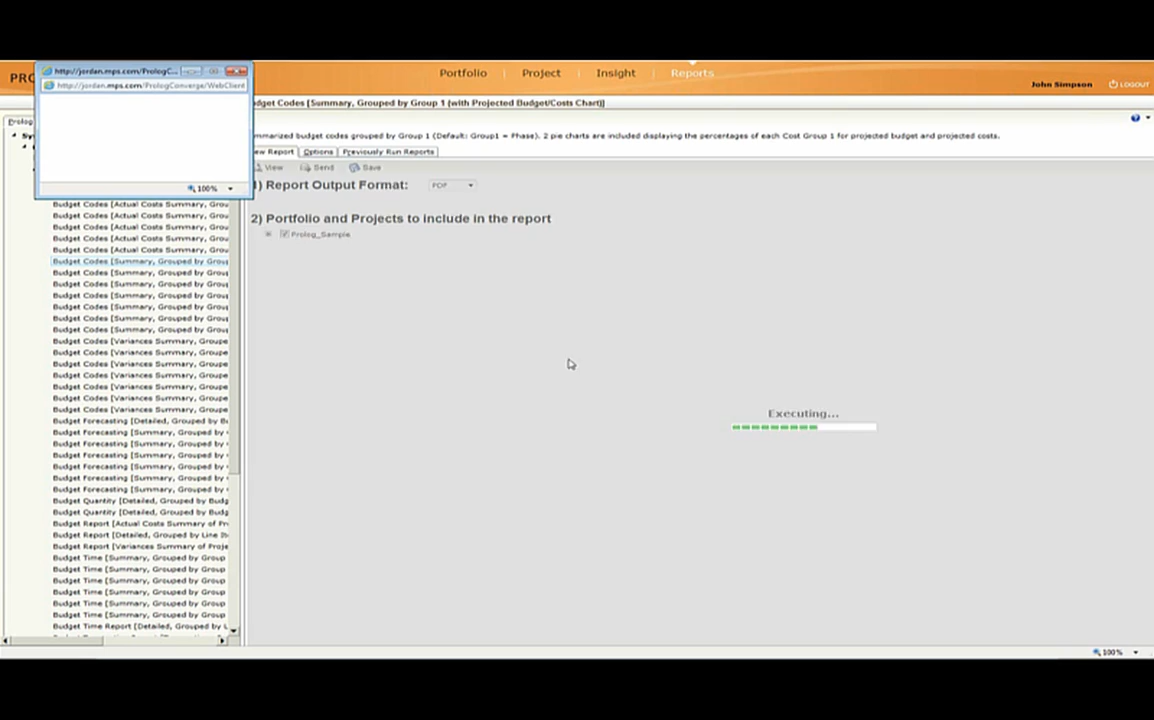 http://jordan.mps.com/PrologC...
http://jordan.mps.com/PrologConverge/WebClient
100%
PRO
Portfolio | Project | Insight | Reports
John Simpson LOGOUT
dget Codes [Summary, Grouped by Group 1 (with Projected Budget/Costs Chart)]
Prolog
Sys
mmarized budget codes grouped by Group 1 (Default: Group1 = Phase). 2 pie charts are included displaying the percentages of each Cost Group 1 for projected budget and projected costs.
ew Report Options Previously Run Reports
View Send Save
1) Report Output Format: PDF
2) Portfolio and Projects to include in the report
Prolog_Sample
Budget Codes [Actual Costs Summary, Grou
Budget Codes [Actual Costs Summary, Grou
Budget Codes [Actual Costs Summary, Grou
Budget Codes [Actual Costs Summary, Grou
Budget Codes [Actual Costs Summary, Grou
Budget Codes [Summary, Grouped by Grou
Budget Codes [Summary, Grouped by Grou
Budget Codes [Summary, Grouped by Grou
Budget Codes [Summary, Grouped by Grou
Budget Codes [Summary, Grouped by Grou
Budget Codes [Summary, Grouped by Grou
Budget Codes [Summary, Grouped by Grou
Budget Codes [Variances Summary, Groupe
Budget Codes [Variances Summary, Groupe
Budget Codes [Variances Summary, Groupe
Budget Codes [Variances Summary, Groupe
Budget Codes [Variances Summary, Groupe
Budget Codes [Variances Summary, Groupe
Budget Codes [Variances Summary, Groupe
Budget Forecasting [Detailed, Grouped by B
Budget Forecasting [Summary, Grouped by
Budget Forecasting [Summary, Grouped by
Budget Forecasting [Summary, Grouped by
Budget Forecasting [Summary, Grouped by
Budget Forecasting [Summary, Grouped by
Budget Forecasting [Summary, Grouped by
Budget Quantity [Detailed, Grouped by Budg
Budget Quantity [Detailed, Grouped by Budg
Budget Report [Actual Costs Summary of Pr
Budget Report [Detailed, Grouped by Line It
Budget Report [Variances Summary of Proje
Budget Time [Summary, Grouped by Group
Budget Time [Summary, Grouped by Group
Budget Time [Summary, Grouped by Group
Budget Time [Summary, Grouped by Group
Budget Time [Summary, Grouped by Group
Budget Time [Summary, Grouped by Group
Budget Time Report [Detailed, Grouped by L
Executing...
100%